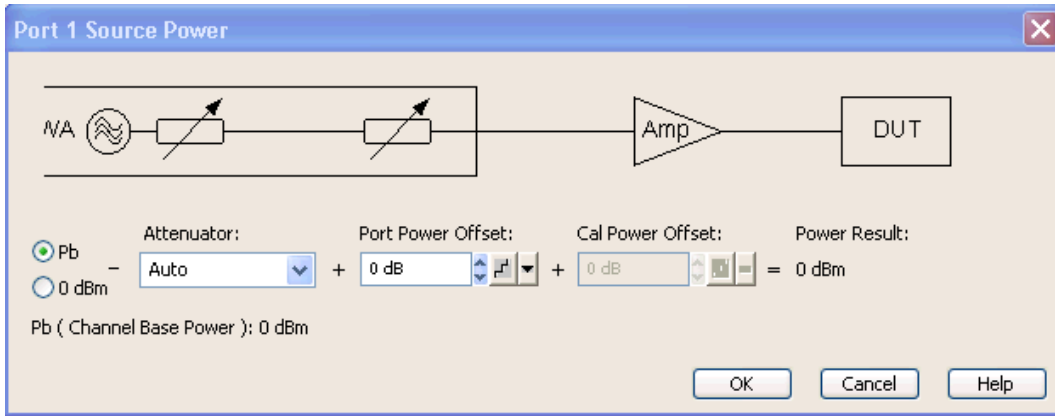 Port 1 Source Power
Amp
DUT
Attenuator:
Port Power Offset:
Cal Power Offset:
Power Result:
Pb
0 dBm
–
Auto
+
0 dB
+
0 dB
=
0 dBm
Pb ( Channel Base Power ): 0 dBm
OK
Cancel
Help